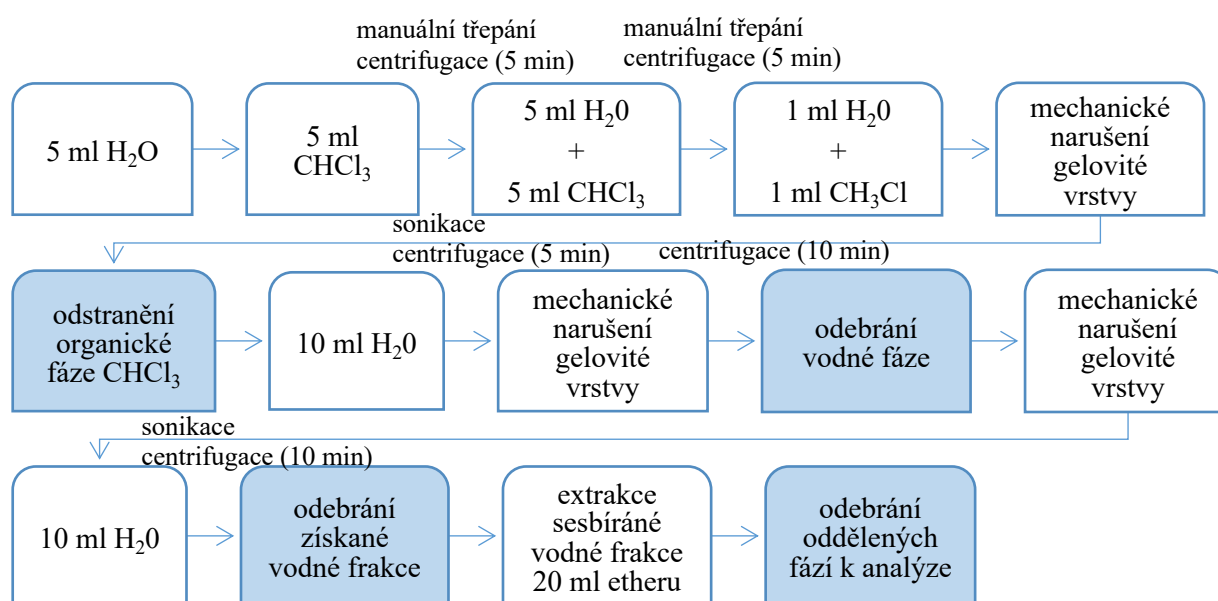 manuální třepání
centrifugace (5 min)
manuální třepání
centrifugace (5 min)
5 ml H₂O
5 ml
CHCl₃
5 ml H₂0
+
5 ml CHCl₃
1 ml H₂0
+
1 ml CH₃Cl
mechanické
narušení
gelovité
vrstvy
sonikace
centrifugace (5 min)
centrifugace (10 min)
odstranění
organické
fáze CHCl₃
10 ml H₂0
mechanické
narušení
gelovité
vrstvy
odebrání
vodné fáze
mechanické
narušení
gelovité
vrstvy
sonikace
centrifugace (10 min)
10 ml H₂0
odebrání
získané
vodné frakce
extrakce
sesbíráné
vodné frakce
20 ml etheru
odebrání
oddělených
fází k analýze